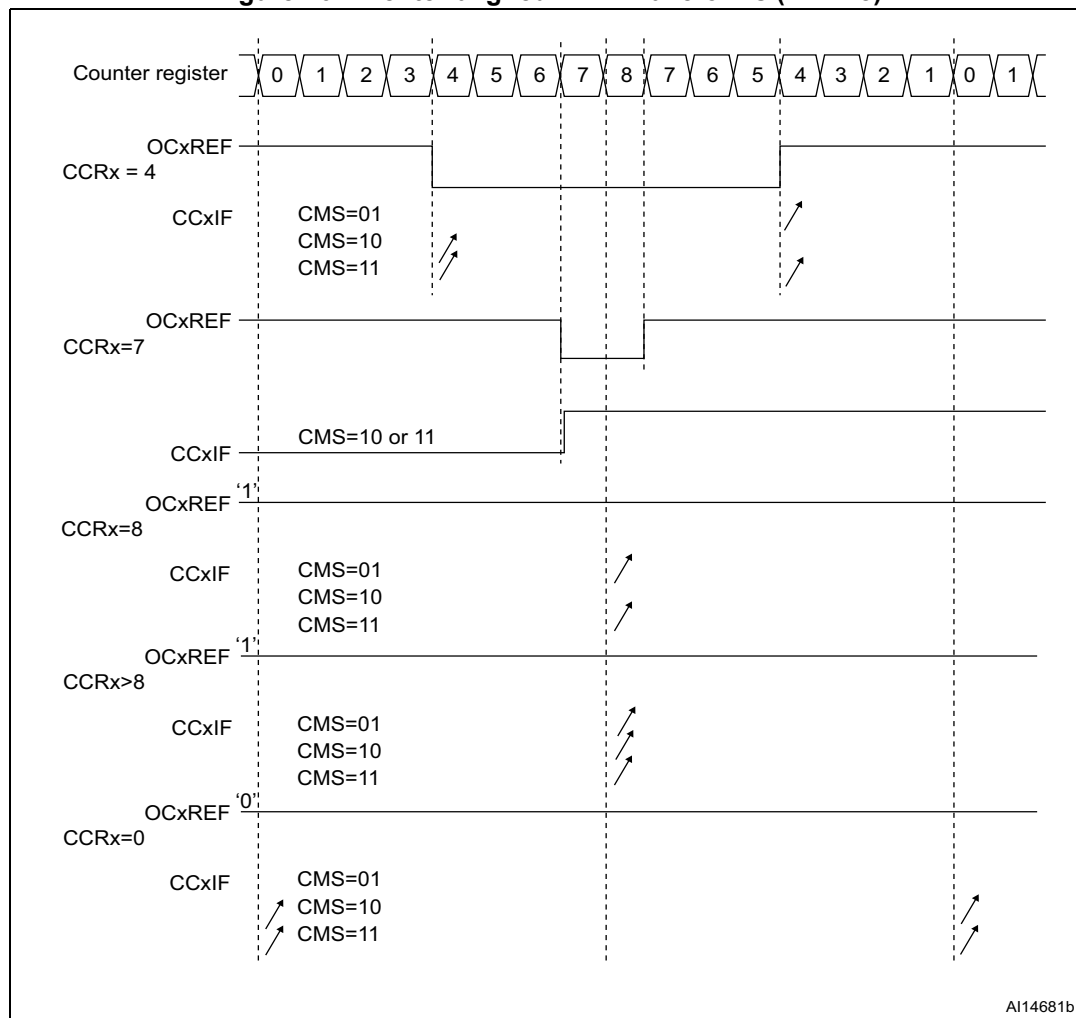 Counter register 0 1 2 3 4 5 6 7 8 7 6 5 4 3 2 1 0 1
OCxREF
CCRx = 4
CCxIF CMS=01
CMS=10
CMS=11
OCxREF
CCRx=7
CMS=10 or 11
CCxIF
OCxREF '1'
CCRx=8
CCxIF CMS=01
CMS=10
CMS=11
OCxREF '1'
CCRx>8
CCxIF CMS=01
CMS=10
CMS=11
OCxREF '0'
CCRx=0
CCxIF CMS=01
CMS=10
CMS=11
AI14681b